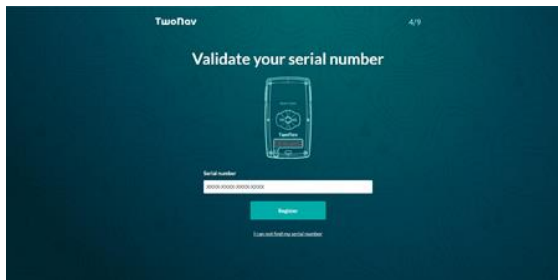 TwoNav
4/9
Validate your serial number
TwoNav
Serial number
XXXXX-XXXXX-XXXXX-XXXXX
Register
I can not find my serial number